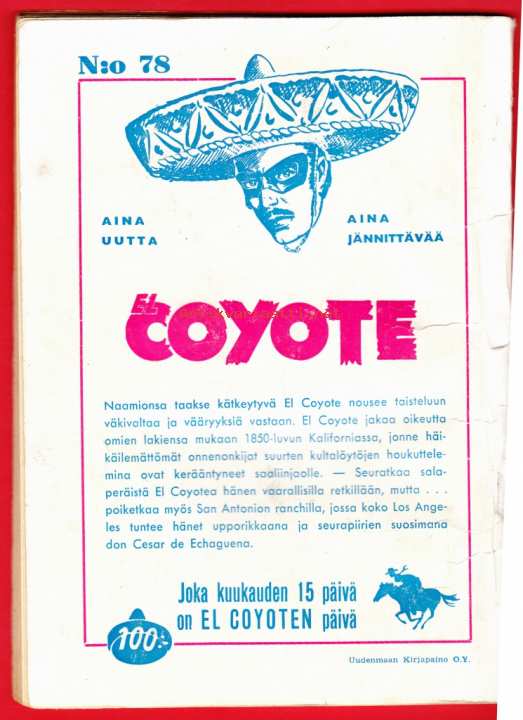 N:o 78
AINA
UUTTA
AINA
JÄNNITTÄVÄÄ
EL
COYOTE
Naamionsa taakse kätkeytyvä El Coyote nousee taisteluun
väkivaltaa ja vääryyksiä vastaan. El Coyote jakaa oikeutta
omien lakiensa mukaan 1850-luvun Kaliforniassa, jonne häi-
käilemättömät onnenonkijat suurten kultalöytöjen houkuttele-
mina ovat kerääntyneet saaliinjaolle. — Seuratkaa sala-
peräistä El Coyotea hänen vaarallisilla retkillään, mutta . . .
poiketkaa myös San Antonion ranchilla, jossa koko Los Ange-
les tuntee hänet upporikkaana ja seurapiirien suosimana
don Cesar de Echaguena.
Joka kuukauden 15 päivä
on EL COYOTEN päivä
100:-
Uudenmaan Kirjapaino O.Y.